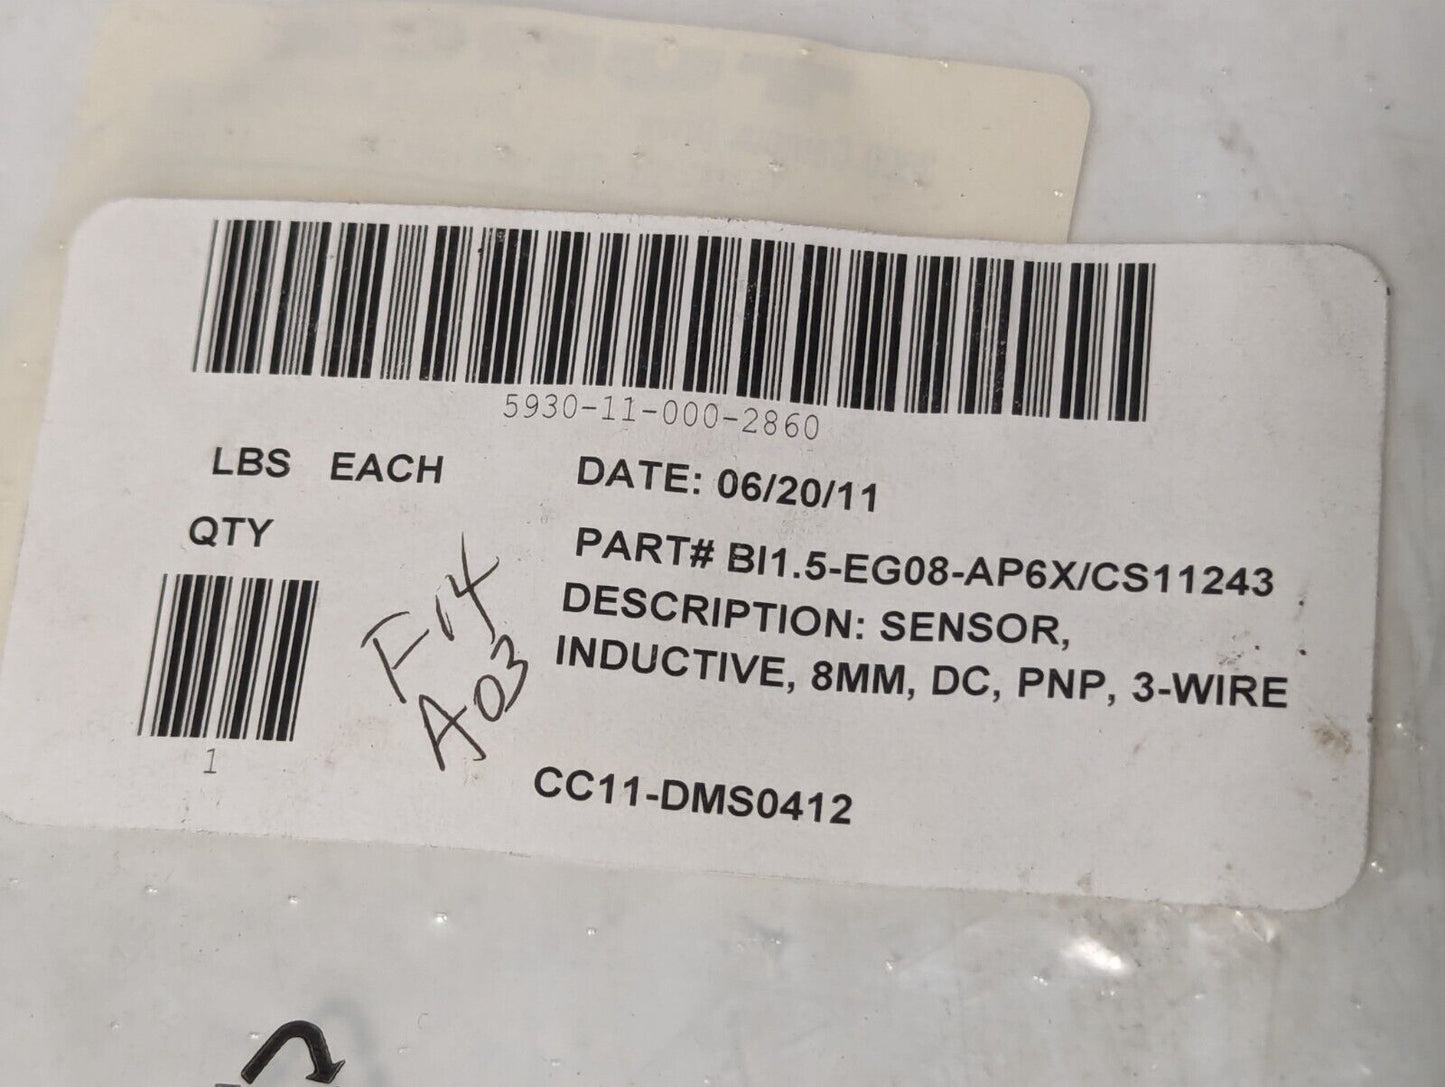 5930-11-000-2860
LBS EACH
DATE: 06/20/11
QTY
PART# BI1.5-EG08-AP6X/CS11243
DESCRIPTION: SENSOR,
INDUCTIVE, 8MM, DC, PNP, 3-WIRE
F14
A03
1
CC11-DMS0412